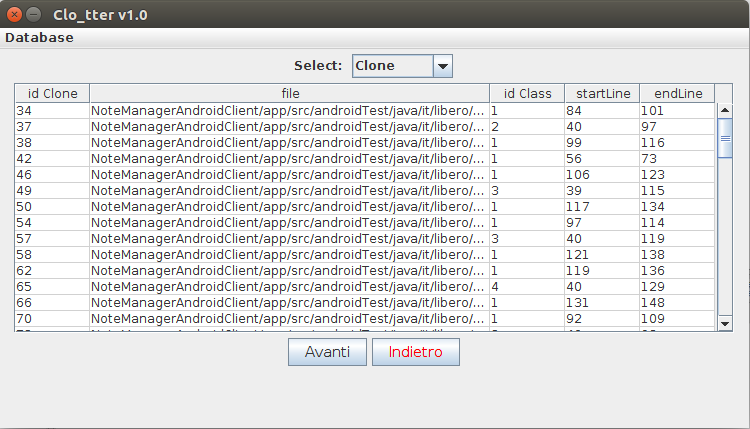 Clo_tter v1.0
Database
Select: Clone
id Clone file id Class startLine endLine
34 NoteManagerAndroidClient/app/src/androidTest/java/it/libero/... 1 84 101
37 NoteManagerAndroidClient/app/src/androidTest/java/it/libero/... 2 40 97
38 NoteManagerAndroidClient/app/src/androidTest/java/it/libero/... 1 99 116
42 NoteManagerAndroidClient/app/src/androidTest/java/it/libero/... 1 56 73
46 NoteManagerAndroidClient/app/src/androidTest/java/it/libero/... 1 106 123
49 NoteManagerAndroidClient/app/src/androidTest/java/it/libero/... 3 39 115
50 NoteManagerAndroidClient/app/src/androidTest/java/it/libero/... 1 117 134
54 NoteManagerAndroidClient/app/src/androidTest/java/it/libero/... 1 97 114
57 NoteManagerAndroidClient/app/src/androidTest/java/it/libero/... 3 40 119
58 NoteManagerAndroidClient/app/src/androidTest/java/it/libero/... 1 121 138
62 NoteManagerAndroidClient/app/src/androidTest/java/it/libero/... 1 119 136
65 NoteManagerAndroidClient/app/src/androidTest/java/it/libero/... 4 40 129
66 NoteManagerAndroidClient/app/src/androidTest/java/it/libero/... 1 131 148
70 NoteManagerAndroidClient/app/src/androidTest/java/it/libero/... 1 92 109
NoteManagerAndroidClient/app/src/androidTest/java/it/libero/...
Avanti Indietro